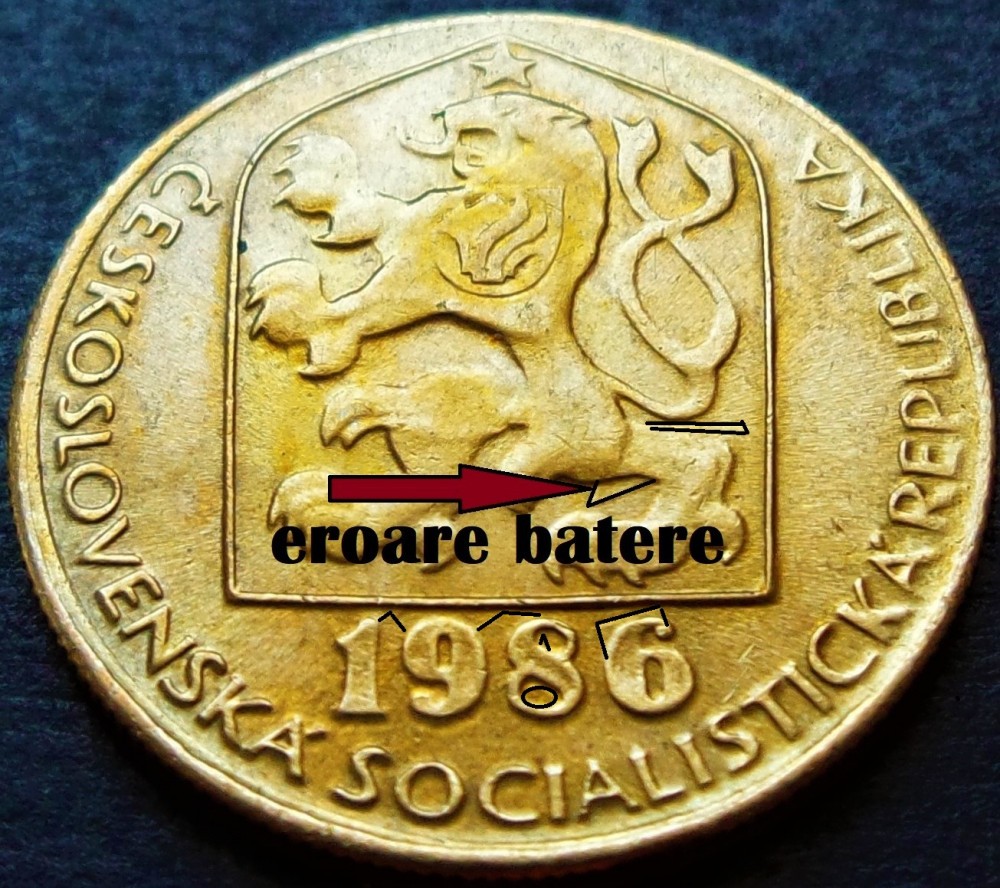 ČESKOSLOVENSKÁ SOCIALISTICKÁ REPUBLIKA
eroare batere
1986